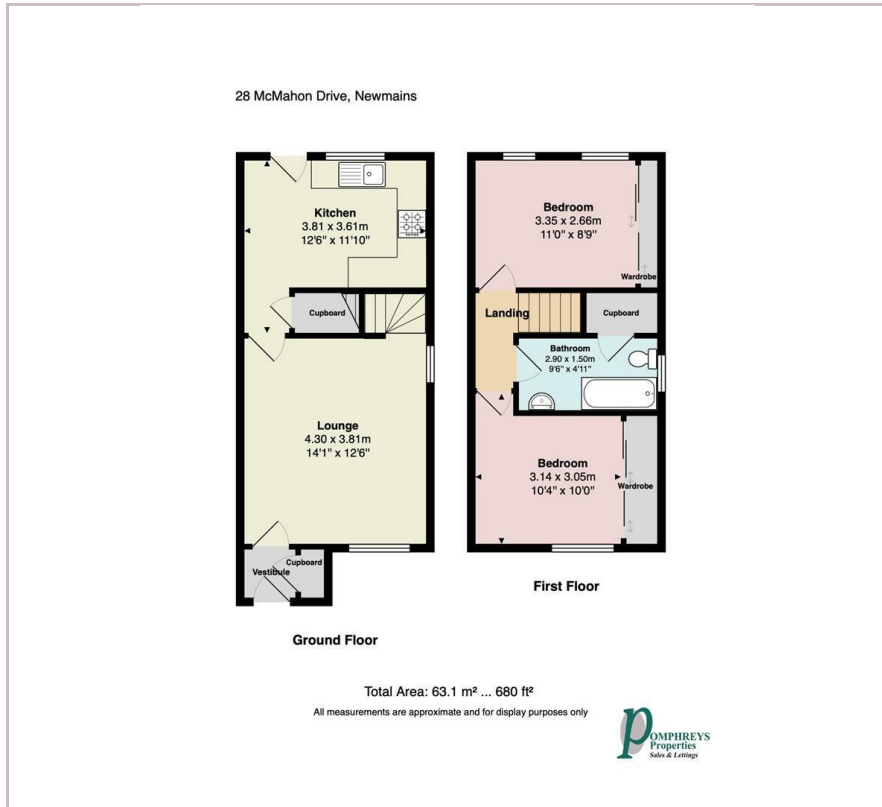 28 McMahon Drive, Newmains
Kitchen
3.81 x 3.61m
12'6" x 11'10"
Cupboard
Lounge
4.30 x 3.81m
14'1" x 12'6"
Cupboard
Vestibule
Ground Floor
Bedroom
3.35 x 2.66m
11'0" x 8'9"
Wardrobe
Landing
Cupboard
Bathroom
2.90 x 1.50m
9'6" x 4'11"
Bedroom
3.14 x 3.05m
10'4" x 10'0"
Wardrobe
First Floor
Total Area: 63.1 m² ... 680 ft²
All measurements are approximate and for display purposes only
POMPHREYS
Properties
Sales & Lettings